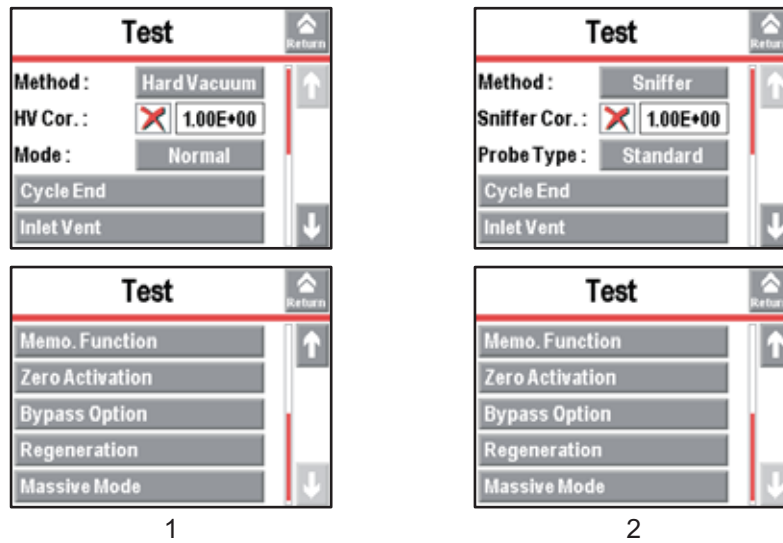 Test
Return
Method : Hard Vacuum
HV Cor. : 1.00E+00
Mode : Normal
Cycle End
Inlet Vent
Test
Return
Memo. Function
Zero Activation
Bypass Option
Regeneration
Massive Mode
1
Test
Return
Method : Sniffer
Sniffer Cor. : 1.00E+00
Probe Type : Standard
Cycle End
Inlet Vent
Test
Return
Memo. Function
Zero Activation
Bypass Option
Regeneration
Massive Mode
2